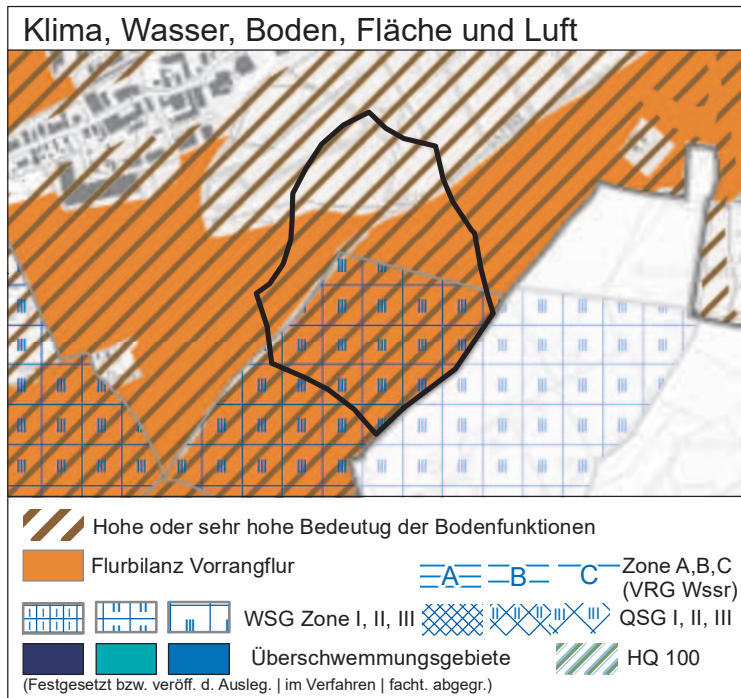 Klima, Wasser, Boden, Fläche und Luft
Hohe oder sehr hohe Bedeutug der Bodenfunktionen
Flurbilanz Vorrangflur
A B C Zone A,B,C
(VRG Wssr)
WSG Zone I, II, III
QSG I, II, III
Überschwemmungsgebiete
HQ 100
(Festgesetzt bzw. veröff. d. Ausleg. | im Verfahren | facht. abgegr.)